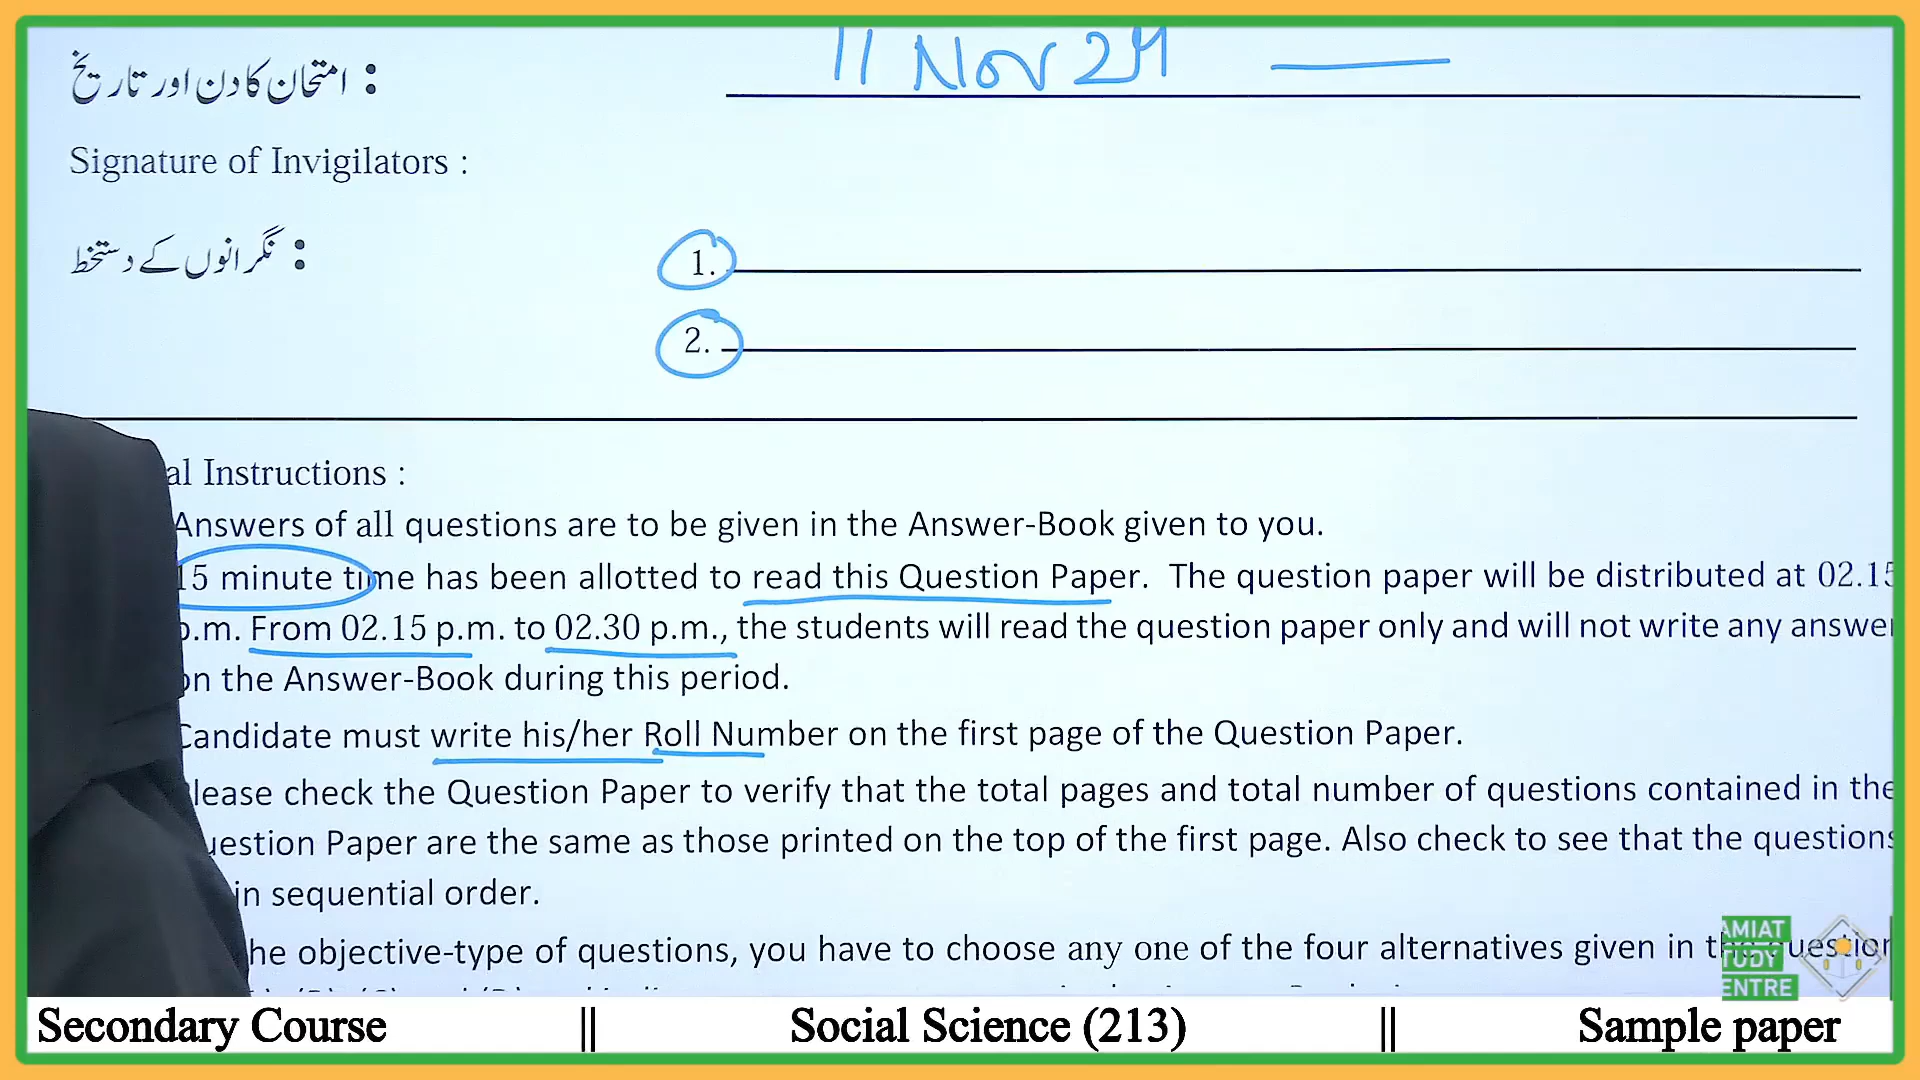 11 Nov 24
امتحان کا دن اور تاریخ :
Signature of Invigilators :
نگرانوں کے دستخط :
1.
2.
al Instructions :
Answers of all questions are to be given in the Answer-Book given to you.
15 minute time has been allotted to read this Question Paper. The question paper will be distributed at 02.15
p.m. From 02.15 p.m. to 02.30 p.m., the students will read the question paper only and will not write any answer
on the Answer-Book during this period.
Candidate must write his/her Roll Number on the first page of the Question Paper.
lease check the Question Paper to verify that the total pages and total number of questions contained in the
uestion Paper are the same as those printed on the top of the first page. Also check to see that the questions
in sequential order.
he objective-type of questions, you have to choose any one of the four alternatives given in the question
AMIAT
TUDY
ENTRE
Secondary Course || Social Science (213) || Sample paper